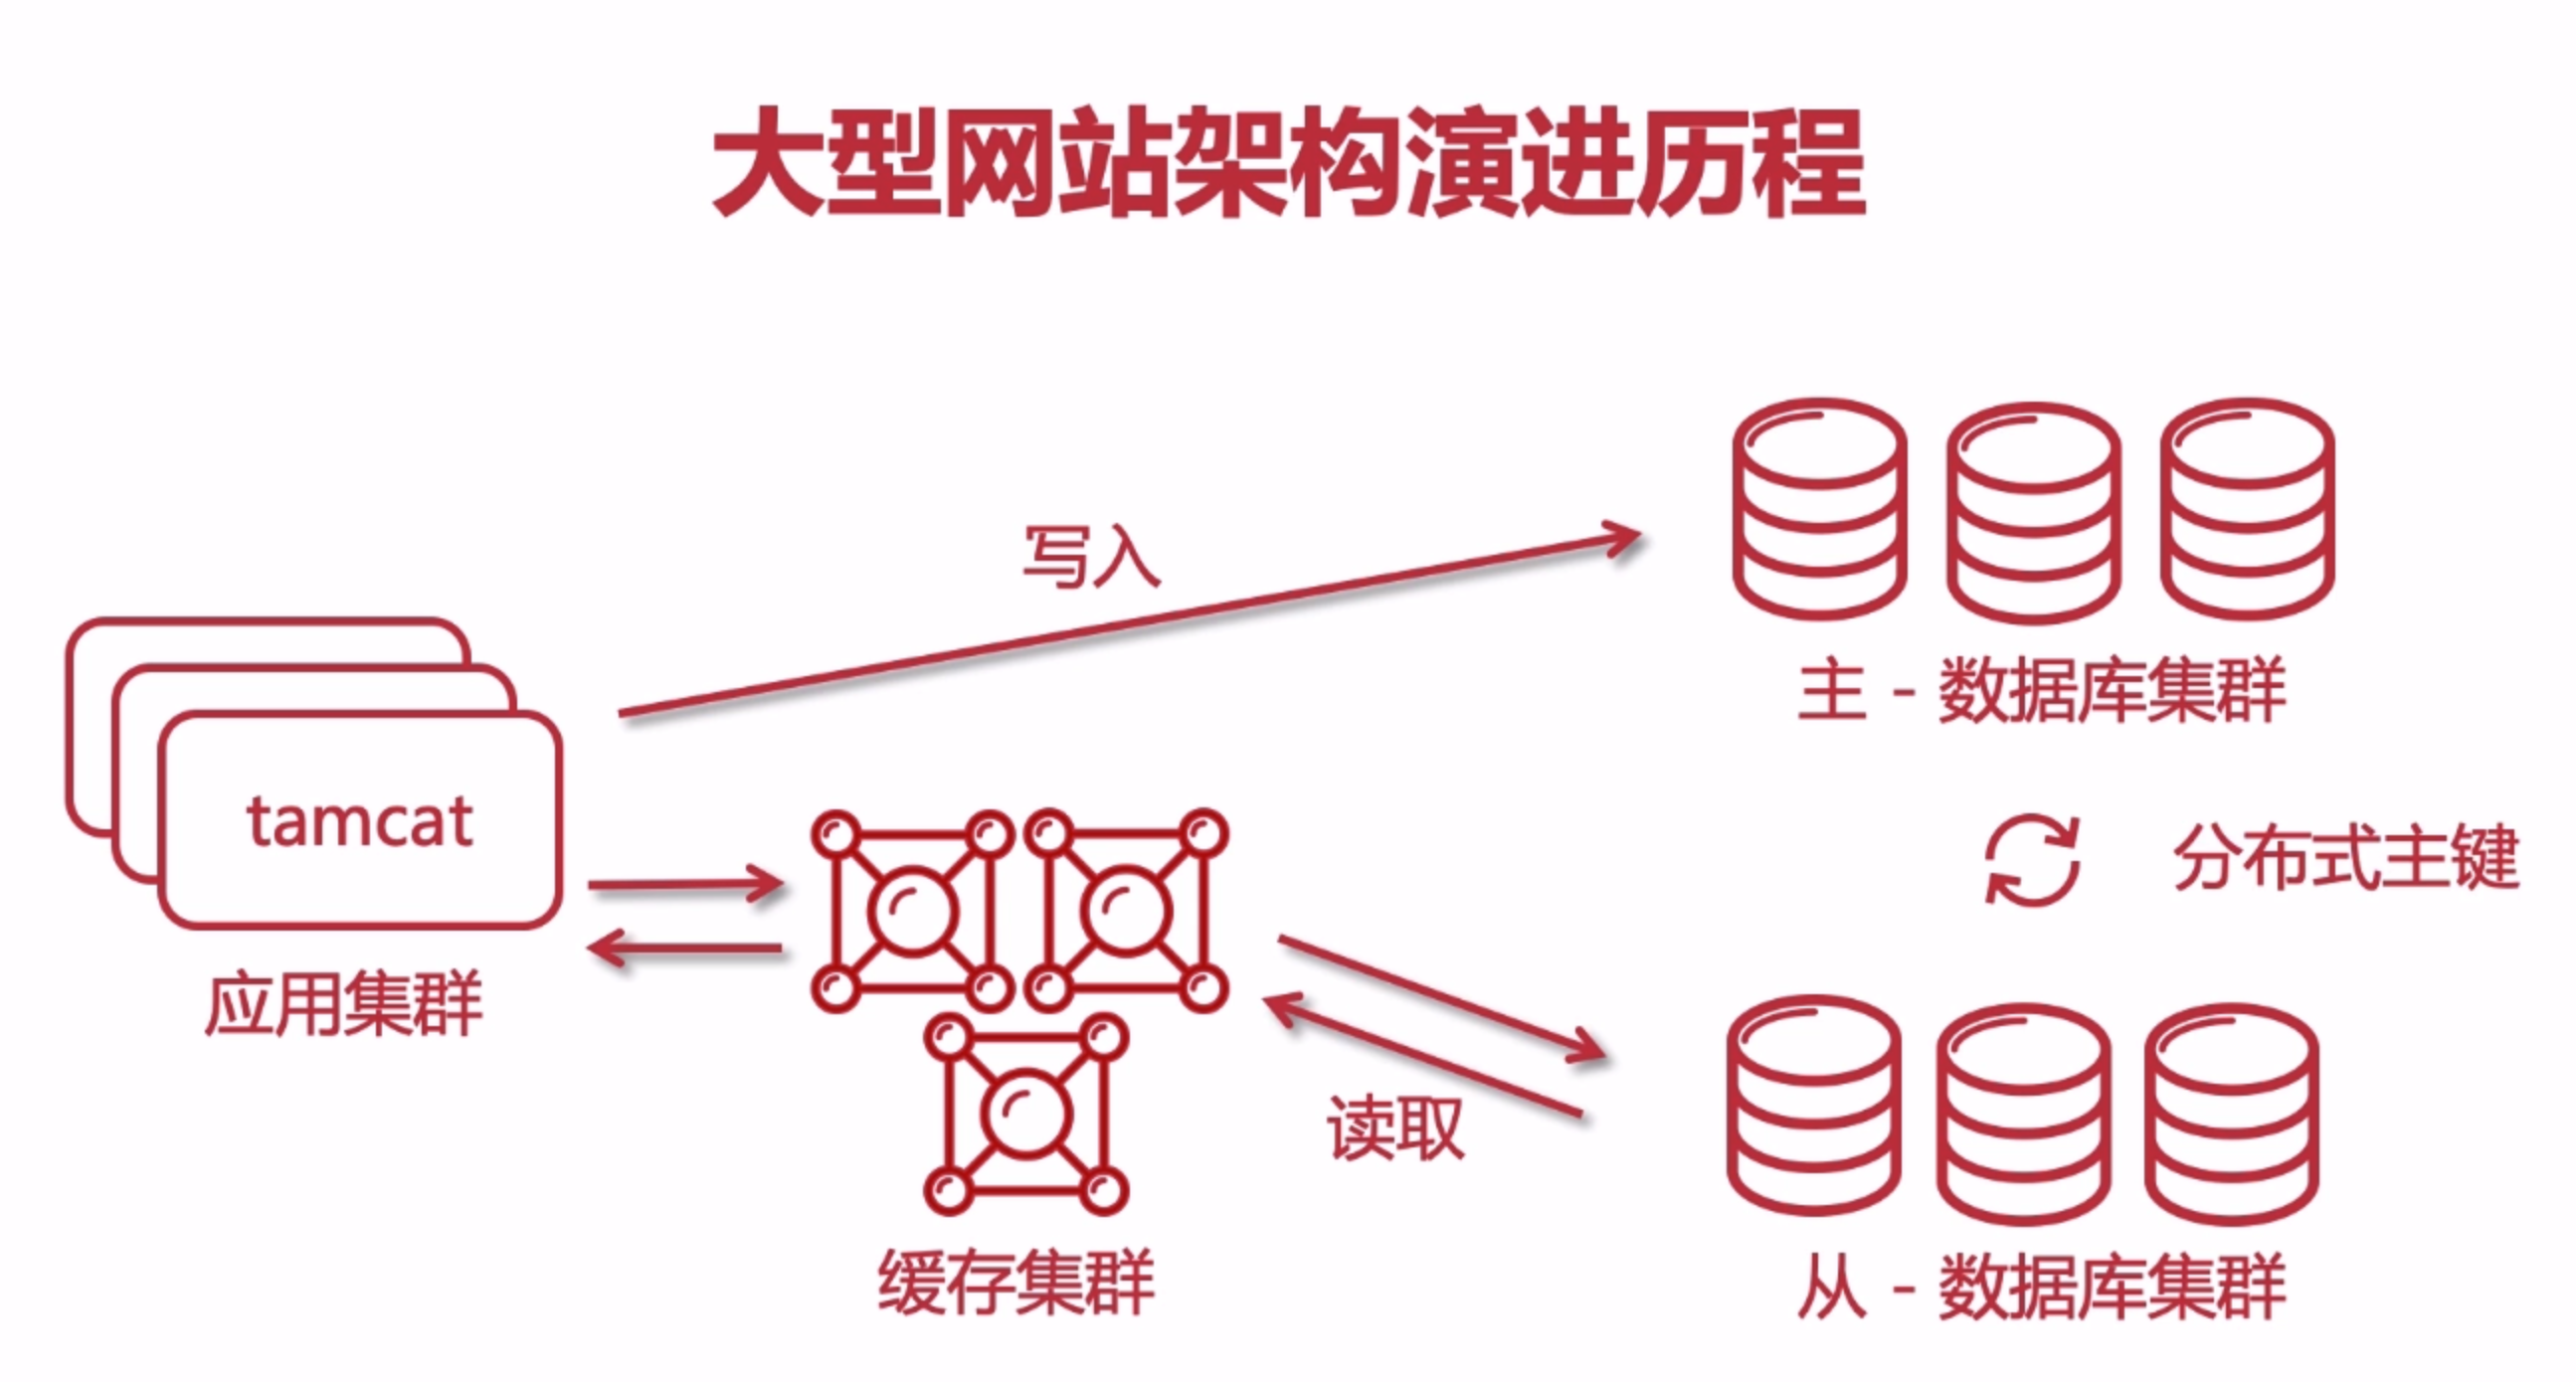 大型网站架构演进历程
写入
主 - 数据库集群
tamcat
应用集群
分布式主键
读取
缓存集群
从 - 数据库集群